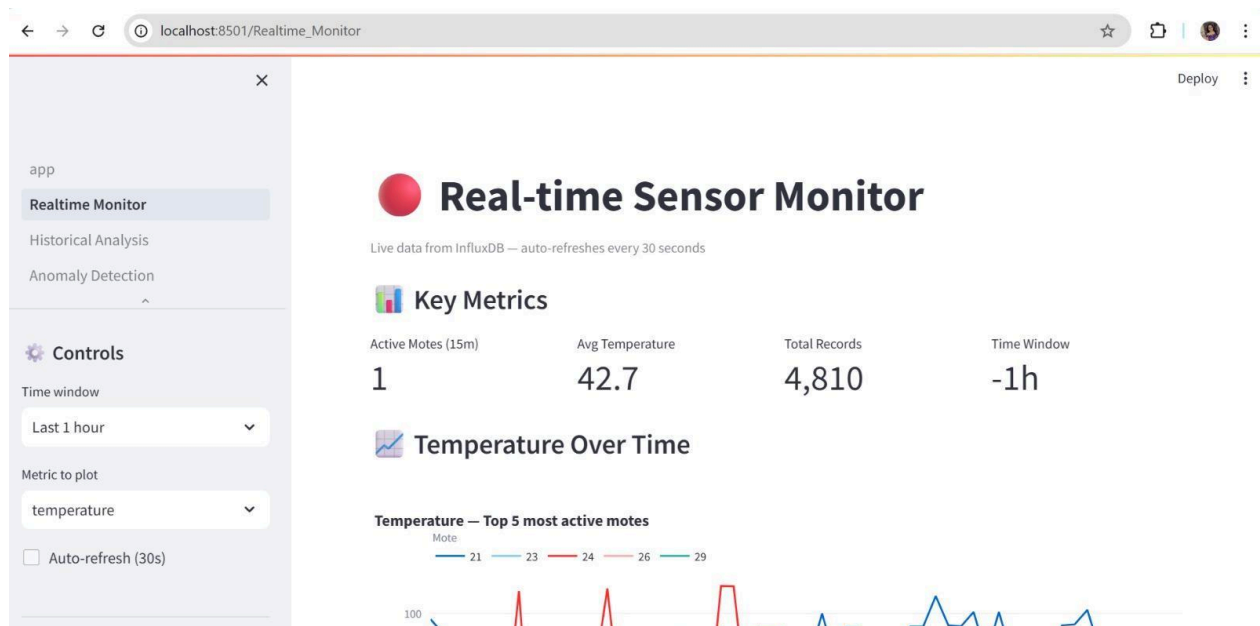 localhost:8501/Realtime_Monitor
Deploy
app
Realtime Monitor
Historical Analysis
Anomaly Detection
Controls
Time window
Last 1 hour
Metric to plot
temperature
Auto-refresh (30s)
Real-time Sensor Monitor
Live data from InfluxDB — auto-refreshes every 30 seconds
Key Metrics
Active Motes (15m) Avg Temperature Total Records Time Window
1 42.7 4,810 -1h
Temperature Over Time
Temperature — Top 5 most active motes
Mote
21 23 24 26 29
100